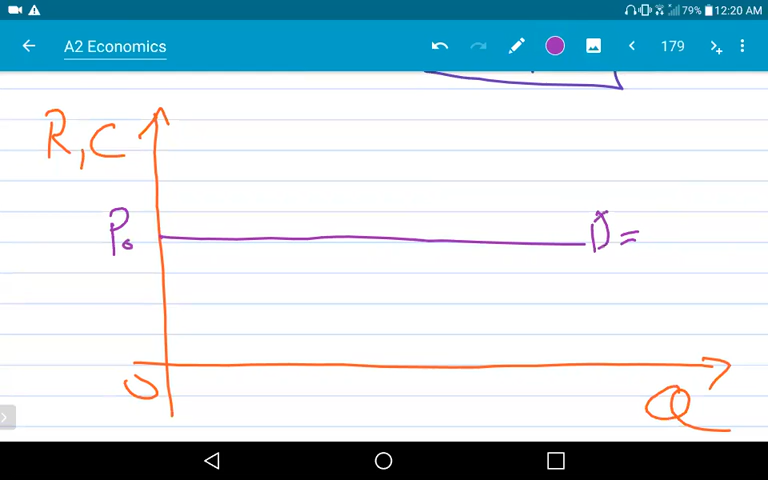 79% 12:20 AM
A2 Economics 179
R, C
P₀ D =
O
Q